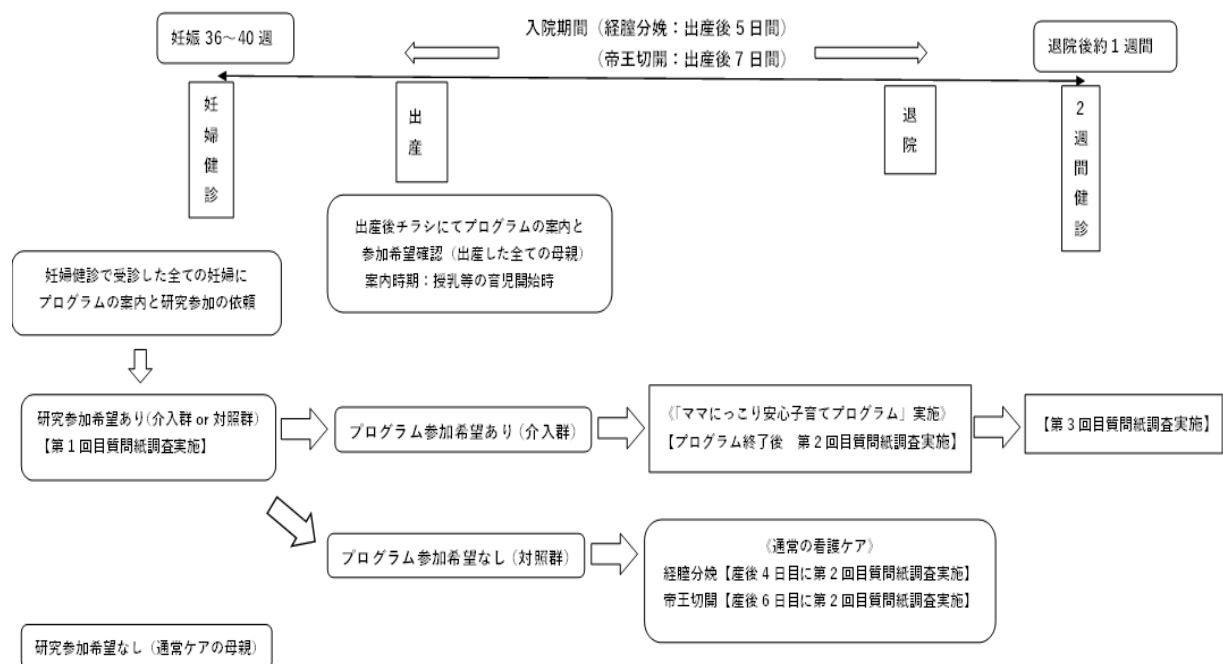 妊娠 36～40 週
入院期間（経腟分娩：出産後 5 日間）
（帝王切開：出産後 7 日間）
退院後約 1 週間
妊婦健診
出産
退院
2週間健診
出産後チラシにてプログラムの案内と
参加希望確認（出産した全ての母親）
案内時期：授乳等の育児開始時
妊婦健診で受診した全ての妊婦に
プログラムの案内と研究参加の依頼
研究参加希望あり(介入群 or 対照群)
【第 1 回目質問紙調査実施】
プログラム参加希望あり（介入群）
《「ママにっこり安心子育てプログラム」実施》
【プログラム終了後　第 2 回目質問紙調査実施】
【第 3 回目質問紙調査実施】
プログラム参加希望なし（対照群）
《通常の看護ケア》
経腟分娩【産後 4 日目に第 2 回目質問紙調査実施】
帝王切開【産後 6 日目に第 2 回目質問紙調査実施】
研究参加希望なし（通常ケアの母親）